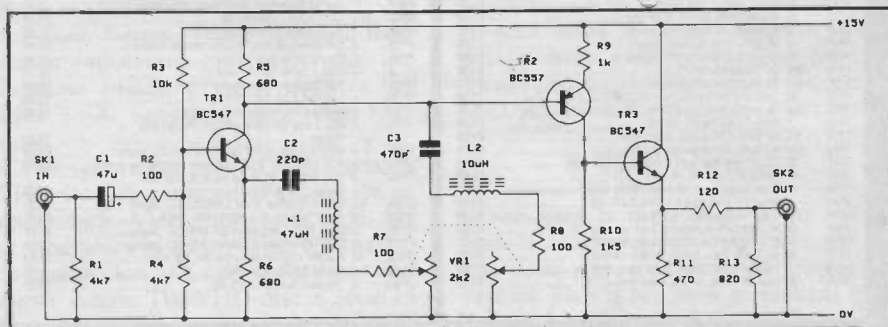 +15V
R3
10k
R5
680
TR1
BC547
TR2
BC557
R9
1k
TR3
BC547
SK1
IN
C1
47u
+
R2
100
C2
220p
C3
470p
L2
10uH
R12
120
SK2
OUT
L1
47uH
R7
100
VR1
2k2
R8
100
R10
1k5
R1
4k7
R4
4k7
R6
680
R11
470
R13
820
0V